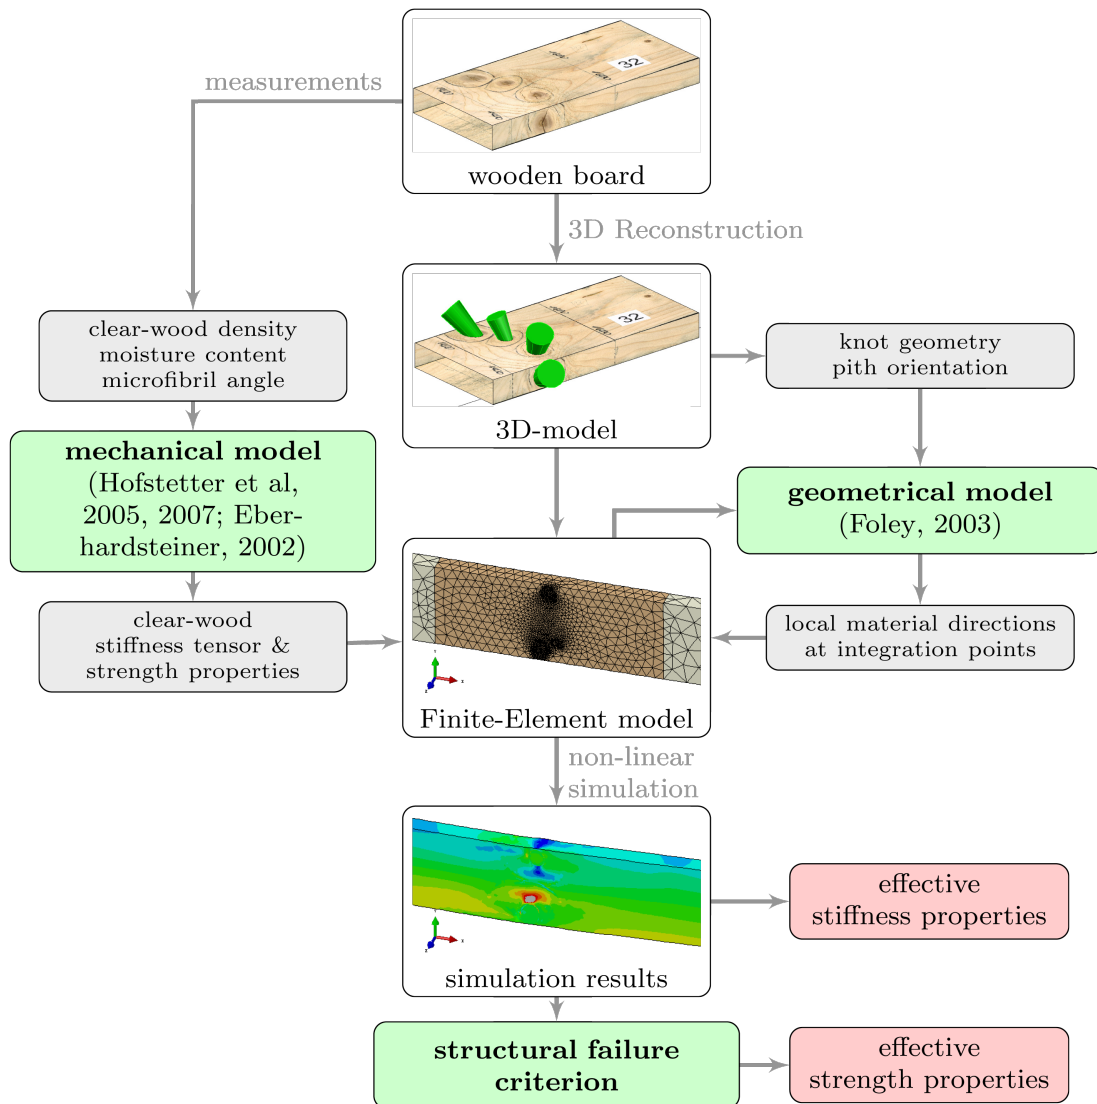 measurements
32
wooden board
3D Reconstruction
32
3D-model
clear-wood density
moisture content
microfibril angle
knot geometry
pith orientation
mechanical model
(Hofstetter et al,
2005, 2007; Eber-
hardsteiner, 2002)
geometrical model
(Foley, 2003)
clear-wood
stiffness tensor &
strength properties
local material directions
at integration points
Finite-Element model
non-linear
simulation
simulation results
effective
stiffness properties
structural failure
criterion
effective
strength properties